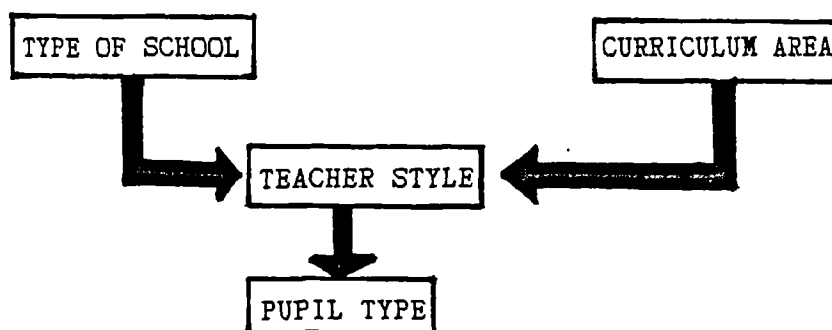 TYPE OF SCHOOL
CURRICULUM AREA
TEACHER STYLE
PUPIL TYPE